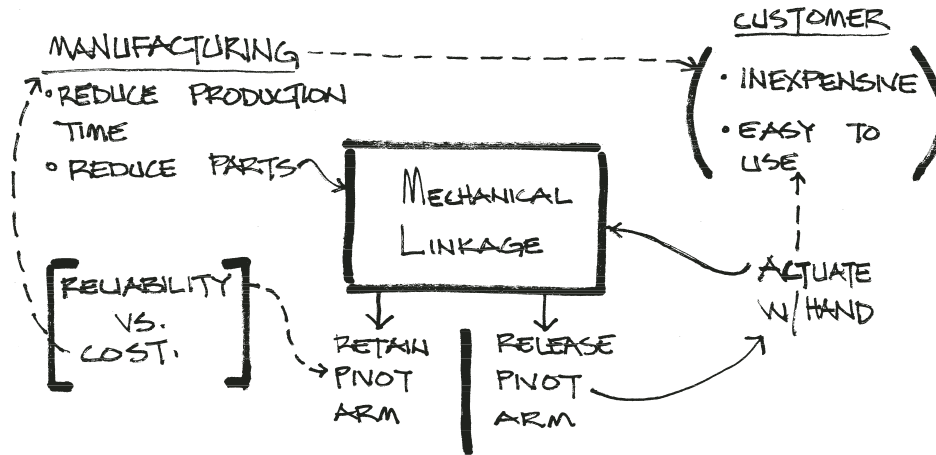 CUSTOMER
• INEXPENSIVE
• EASY TO
USE
MANUFACTURING
• REDUCE PRODUCTION
TIME
• REDUCE PARTS
MECHANICAL
LINKAGE
RELIABILITY
VS.
COST.
RETAIN
PIVOT
ARM
RELEASE
PIVOT
ARM
ACTUATE
W/HAND